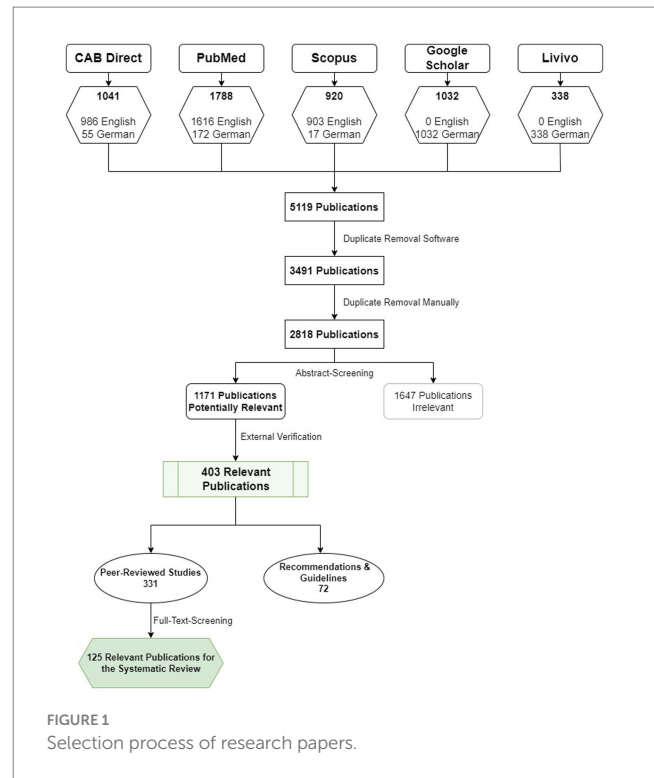 CAB Direct
PubMed
Scopus
Google
Scholar
Livivo
1041
986 English
55 German
1788
1616 English
172 German
920
903 English
17 German
1032
0 English
1032 German
338
0 English
338 German
5119 Publications
Duplicate Removal Software
3491 Publications
Duplicate Removal Manually
2818 Publications
Abstract-Screening
1171 Publications
Potentially Relevant
1647 Publications
Irrelevant
External Verification
403 Relevant
Publications
Peer-Reviewed Studies
331
Recommendations &
Guidelines
72
Full-Text-Screening
125 Relevant Publications for
the Systematic Review
FIGURE 1
Selection process of research papers.